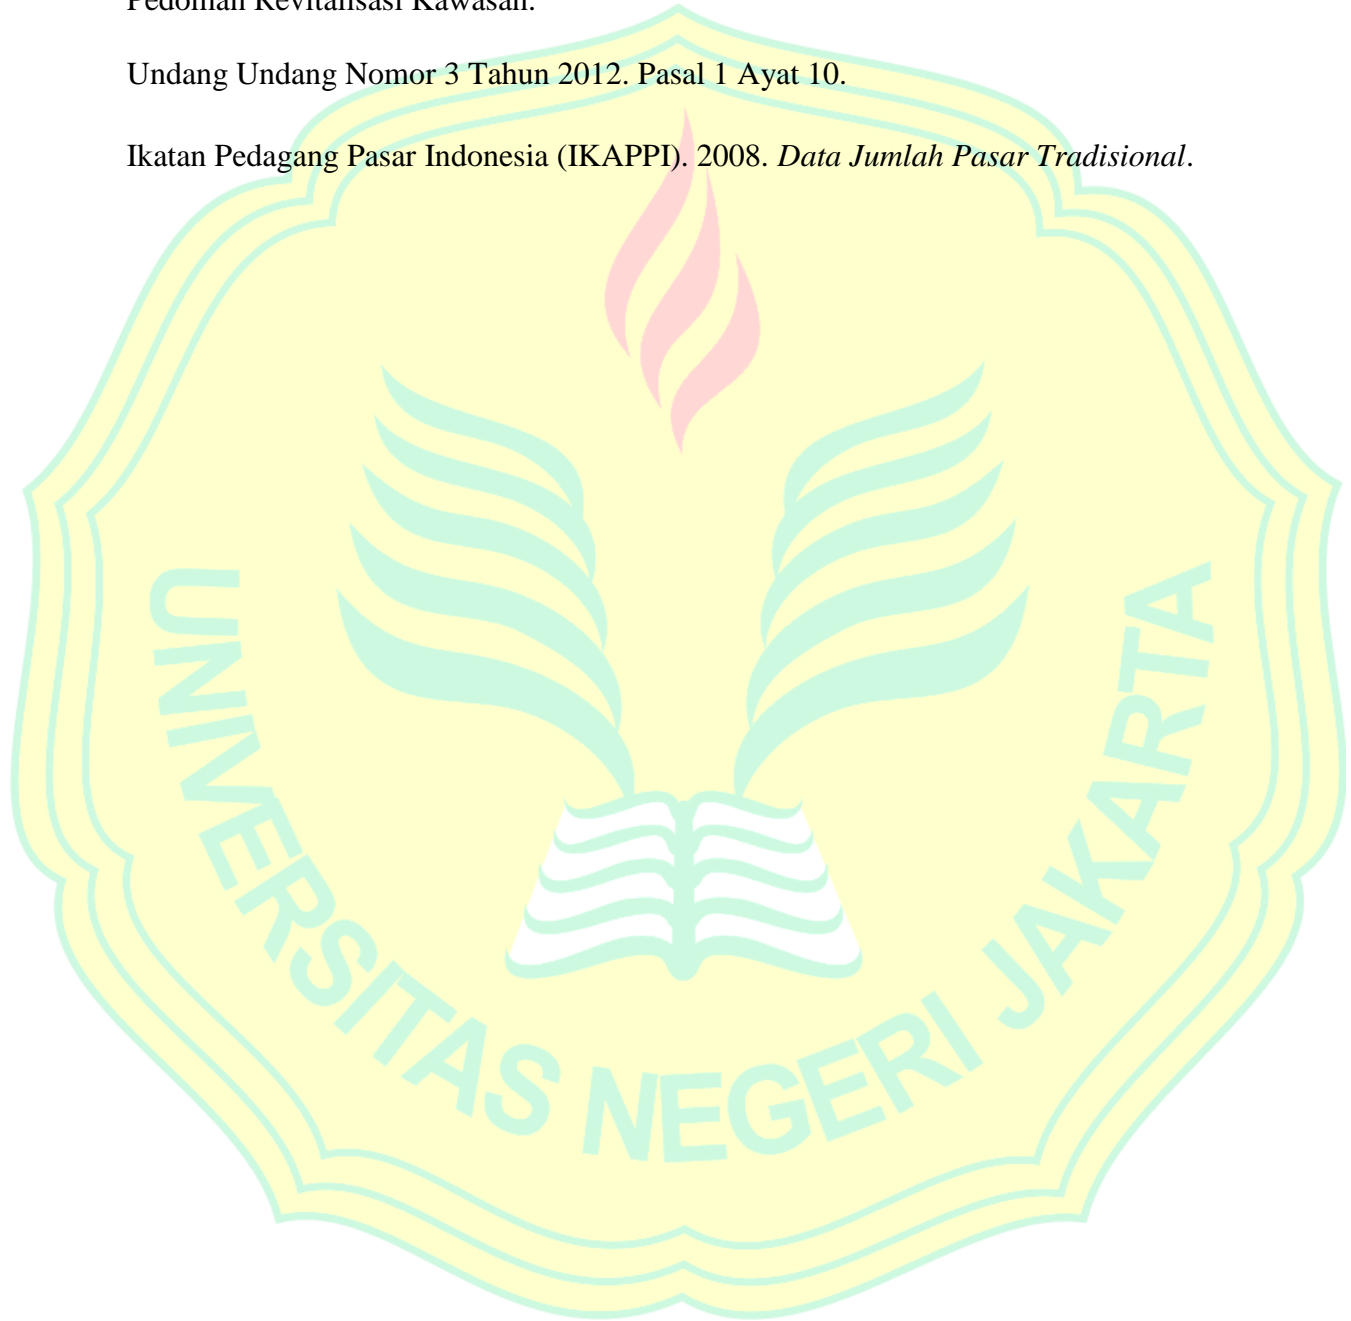 Pedoman Revitalisasi Kawasan.
Undang Undang Nomor 3 Tahun 2012. Pasal 1 Ayat 10.
Ikatan Pedagang Pasar Indonesia (IKAPPI). 2008. Data Jumlah Pasar Tradisional.
UNIVERSITAS NEGERI JAKARTA